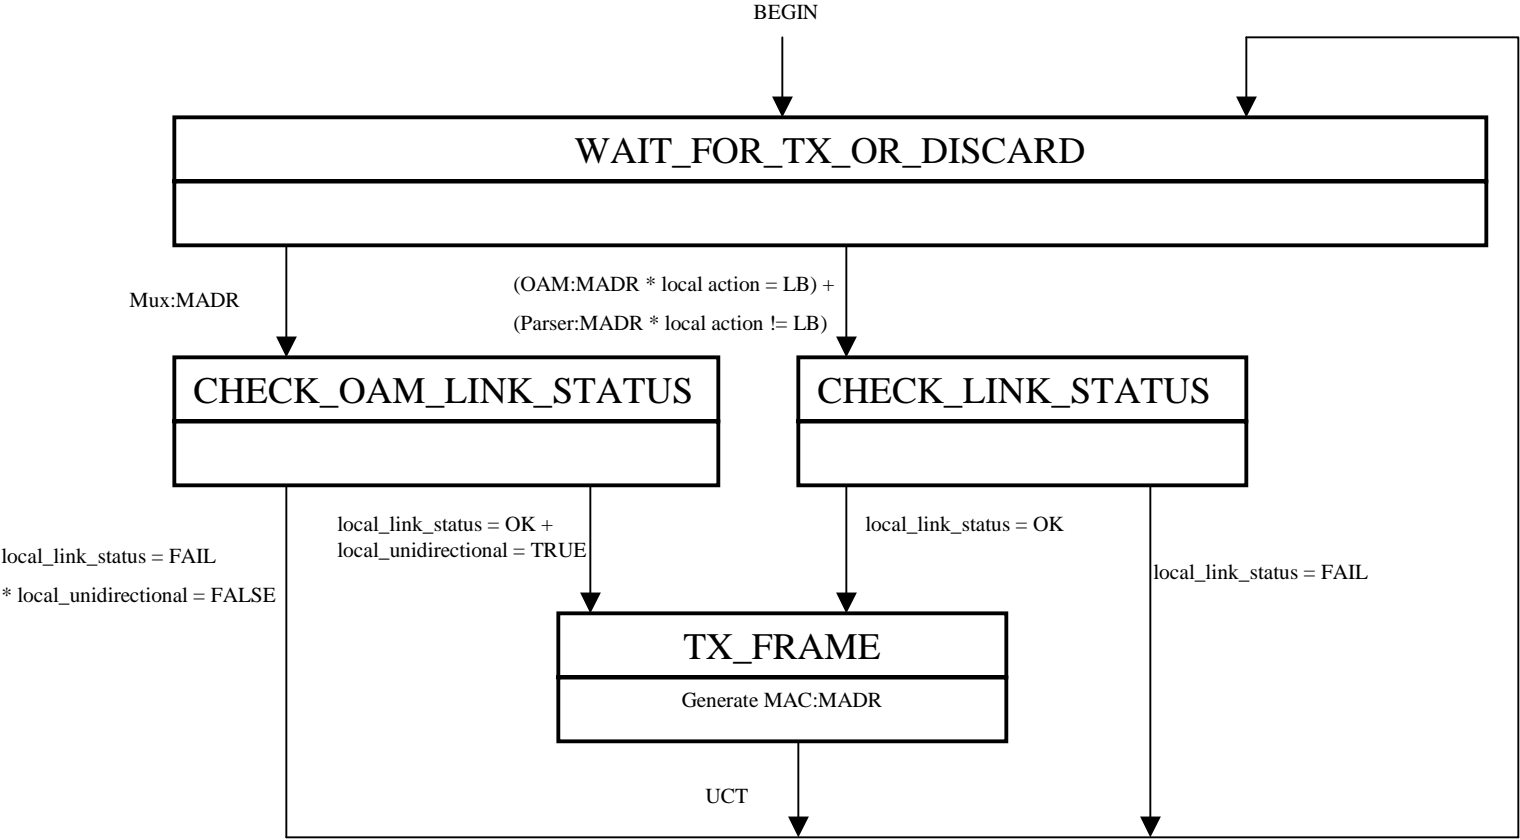 BEGIN
WAIT_FOR_TX_OR_DISCARD
Mux:MADR
(OAM:MADR * local action = LB) +
(Parser:MADR * local action != LB)
CHECK_OAM_LINK_STATUS
CHECK_LINK_STATUS
local_link_status = FAIL
* local_unidirectional = FALSE
local_link_status = OK +
local_unidirectional = TRUE
local_link_status = OK
local_link_status = FAIL
TX_FRAME
Generate MAC:MADR
UCT